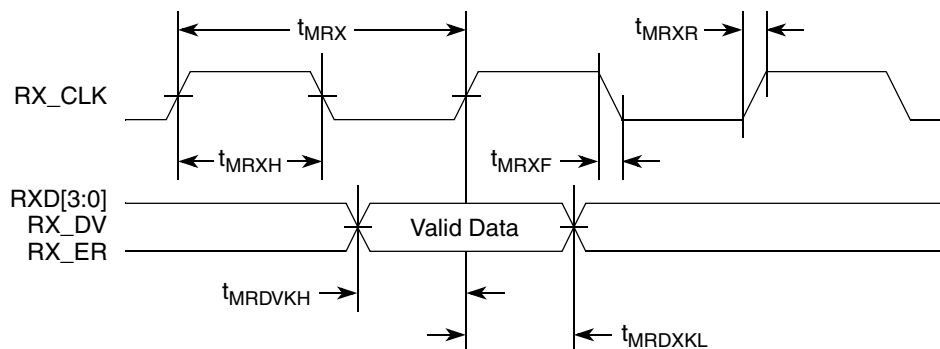 tMRX
tMRXR
RX_CLK
tMRXH
tMRXF
RXD[3:0]
RX_DV
Valid Data
RX_ER
tMRDVKH
tMRDXKL